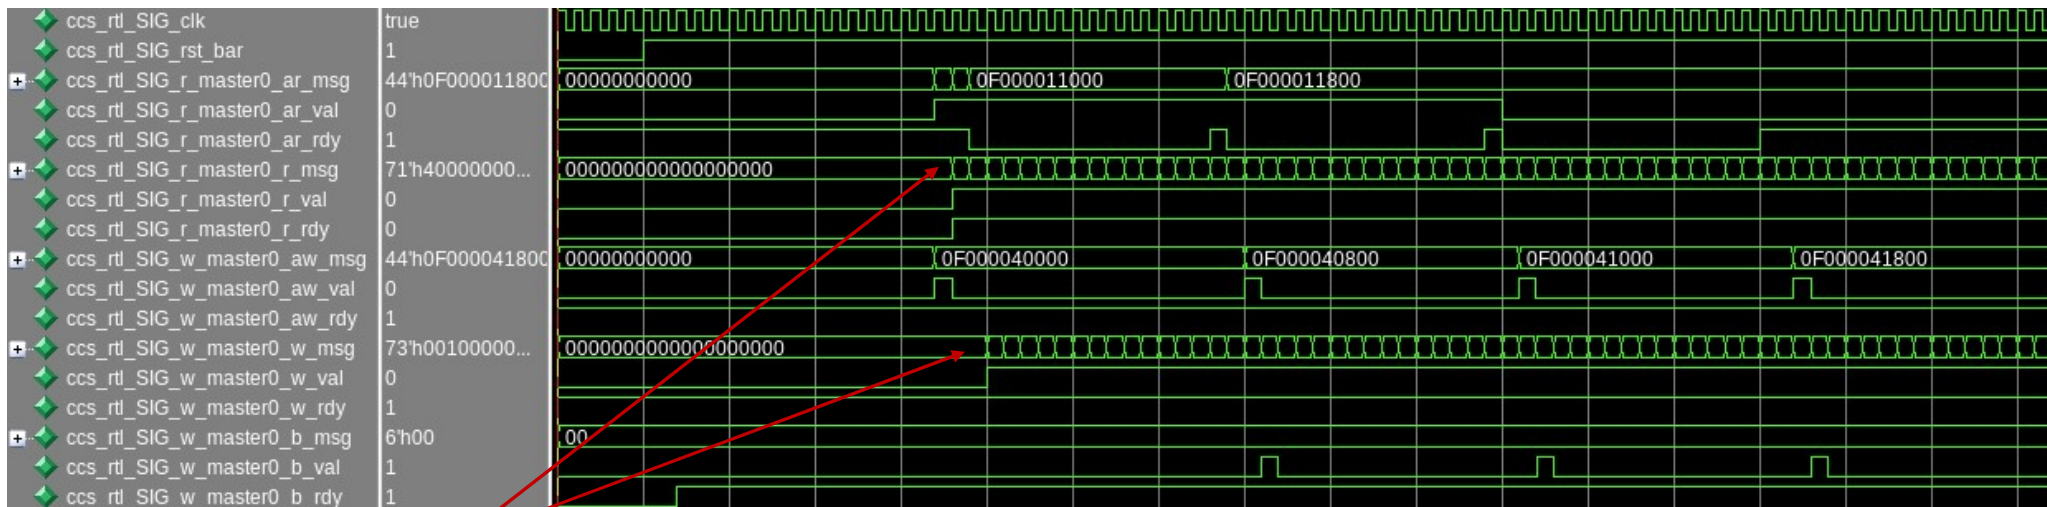 ccs_rtl_SIG_clk true
ccs_rtl_SIG_rst_bar 1
ccs_rtl_SIG_r_master0_ar_msg 44'h0F000011800 00000000000 0F000011000 0F000011800
ccs_rtl_SIG_r_master0_ar_val 0
ccs_rtl_SIG_r_master0_ar_rdy 1
ccs_rtl_SIG_r_master0_r_msg 71'h40000000... 000000000000000000
ccs_rtl_SIG_r_master0_r_val 0
ccs_rtl_SIG_r_master0_r_rdy 0
ccs_rtl_SIG_w_master0_aw_msg 44'h0F000041800 00000000000 0F000040000 0F000040800 0F000041000 0F000041800
ccs_rtl_SIG_w_master0_aw_val 0
ccs_rtl_SIG_w_master0_aw_rdy 1
ccs_rtl_SIG_w_master0_w_msg 73'h00100000... 0000000000000000000
ccs_rtl_SIG_w_master0_w_val 0
ccs_rtl_SIG_w_master0_w_rdy 1
ccs_rtl_SIG_w_master0_b_msg 6'h00 00
ccs_rtl_SIG_w_master0_b_val 1
ccs_rtl_SIG_w_master0_b_rdy 1